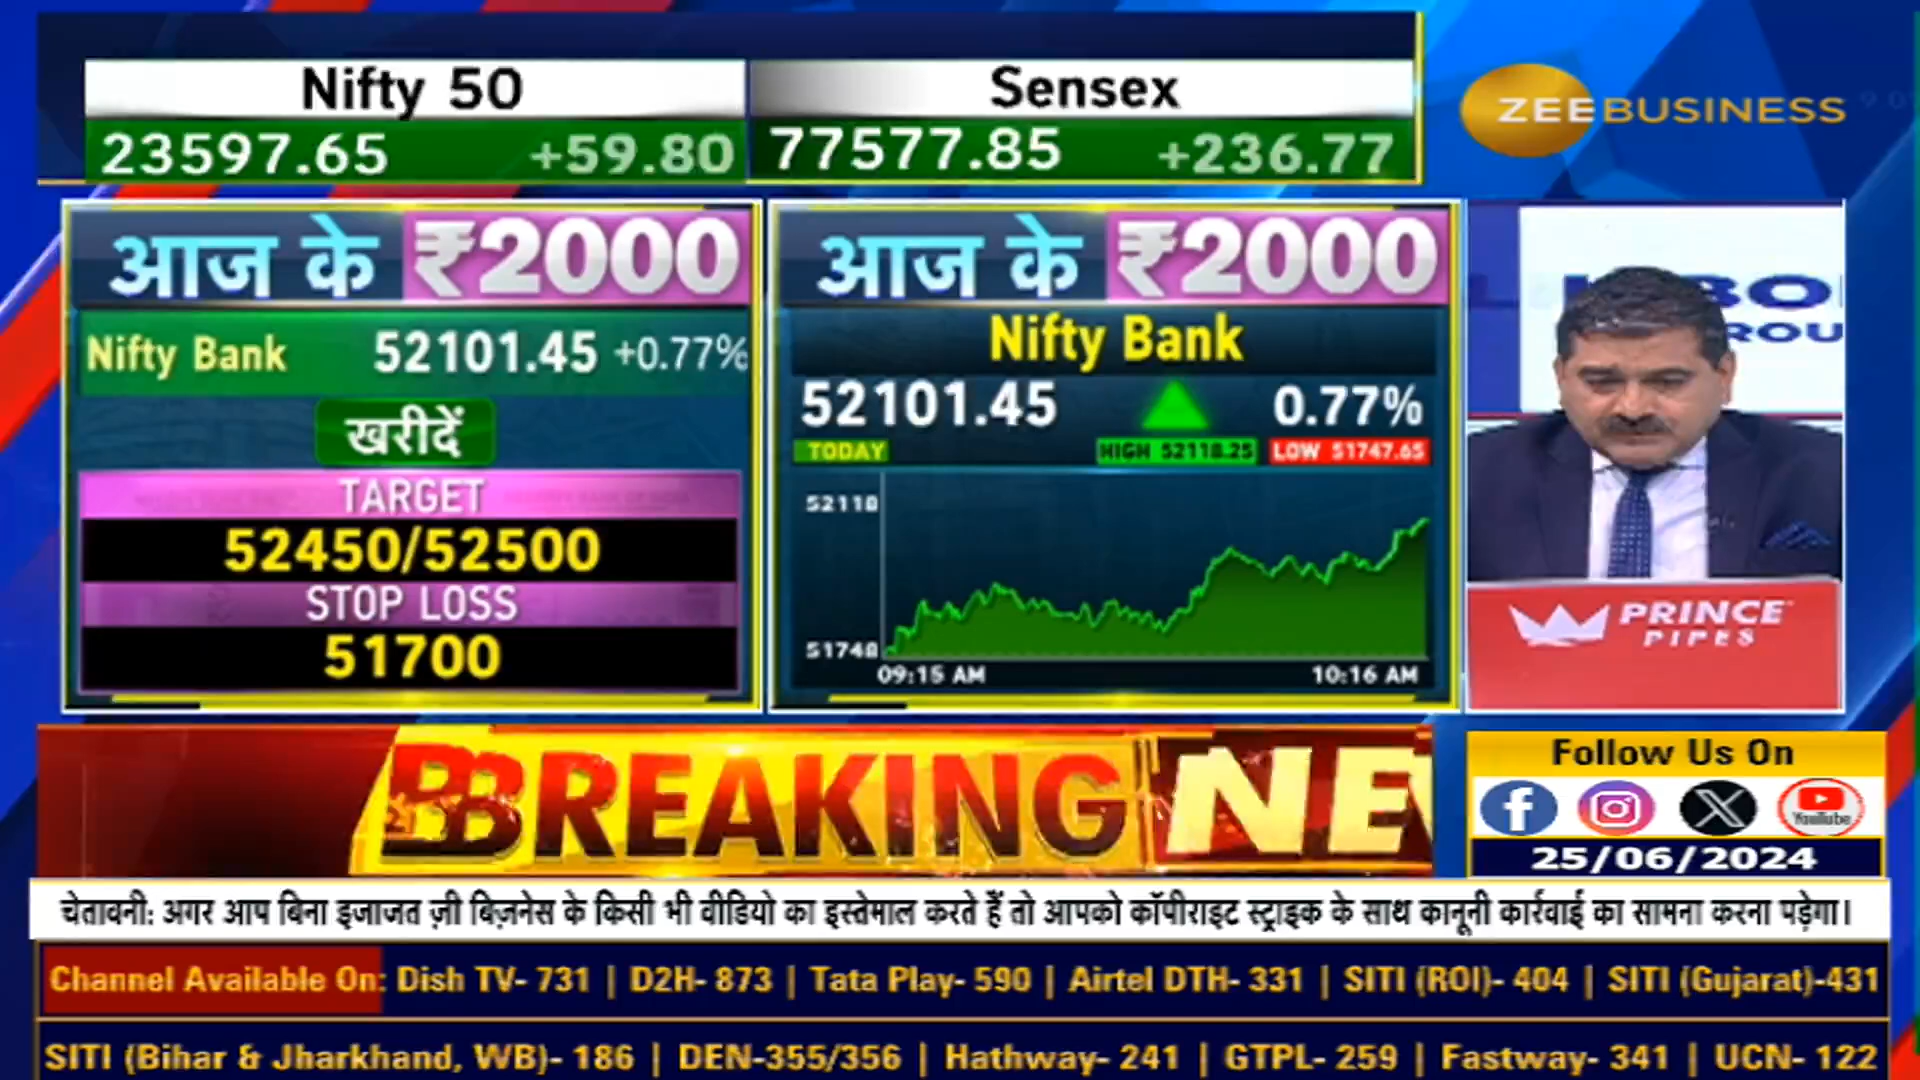 Nifty 50
23597.65 +59.80
Sensex
77577.85 +236.77
ZEEBUSINESS
आज के ₹2000
Nifty Bank 52101.45 +0.77%
खरीदें
TARGET
52450/52500
STOP LOSS
51700
आज के ₹2000
Nifty Bank
52101.45 0.77%
TODAY HIGH 52118.25 LOW 51747.65
52118
51748
09:15 AM 10:16 AM
PRINCE
PIPES
BREAKING NE
Follow Us On
YouTube
25/06/2024
चेतावनी: अगर आप बिना इजाजत ज़ी बिज़नेस के किसी भी वीडियो का इस्तेमाल करते हैं तो आपको कॉपीराइट स्ट्राइक के साथ कानूनी कार्रवाई का सामना करना पड़ेगा।
Channel Available On: Dish TV- 731 | D2H- 873 | Tata Play- 590 | Airtel DTH- 331 | SITI (ROI)- 404 | SITI (Gujarat)-431
SITI (Bihar & Jharkhand, WB)- 186 | DEN-355/356 | Hathway- 241 | GTPL- 259 | Fastway- 341 | UCN- 122